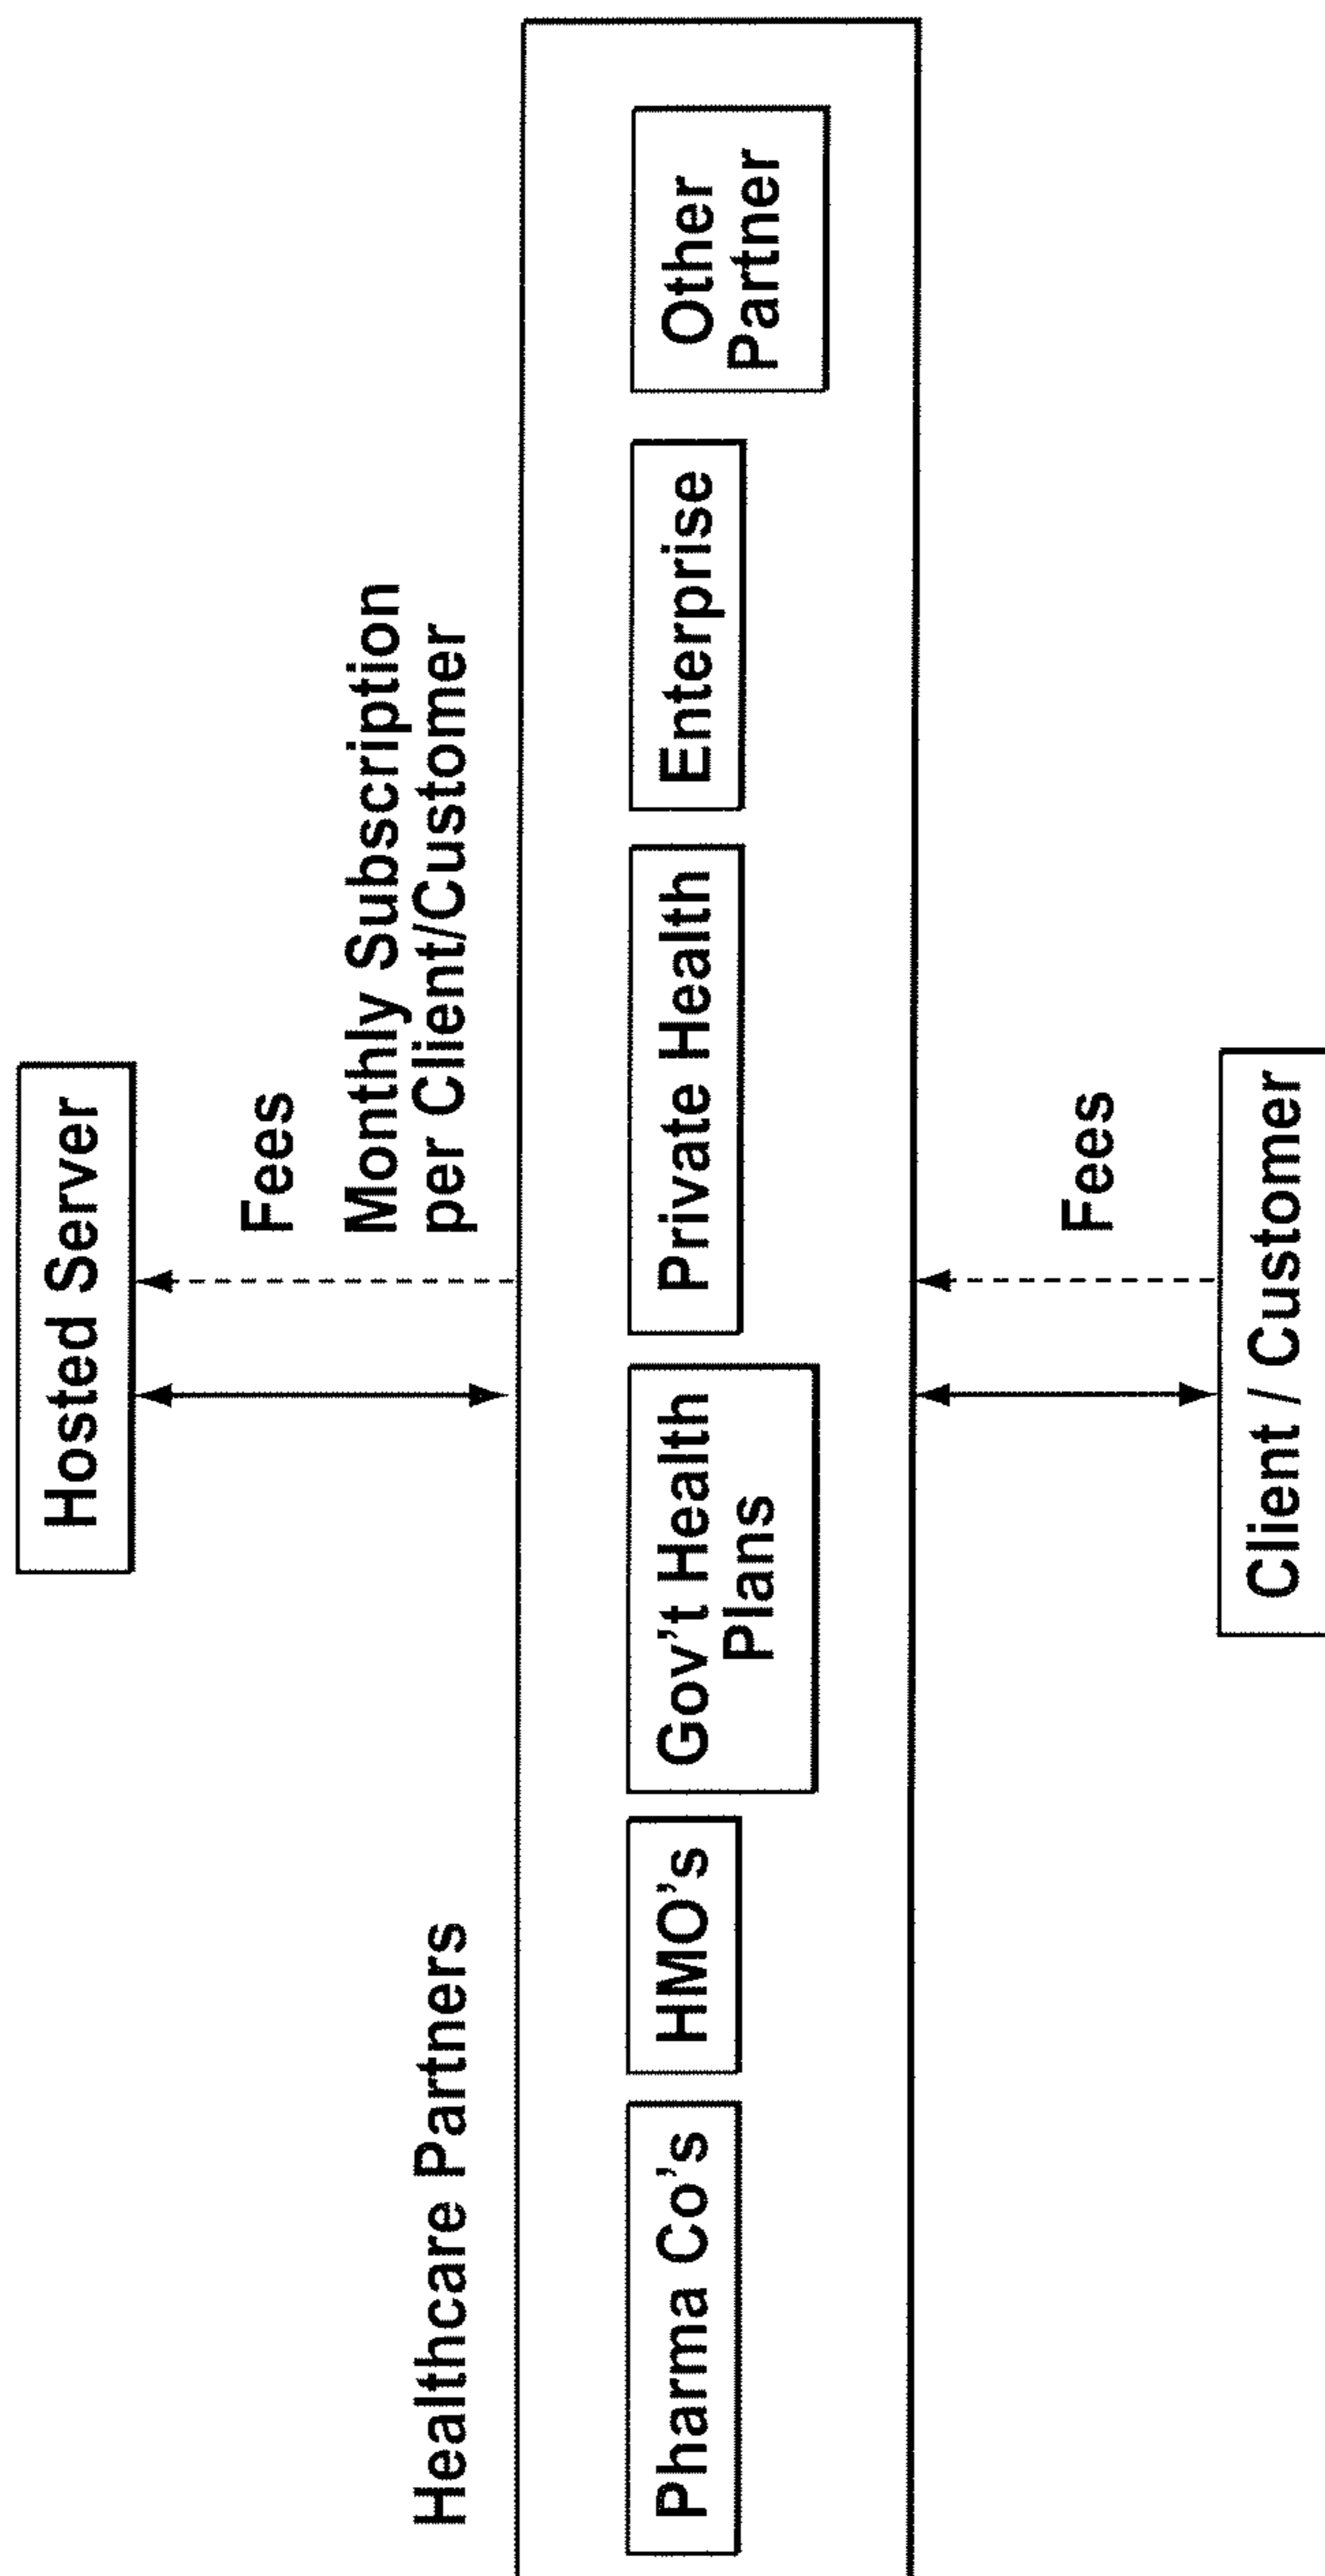 Hosted Server
Fees
Monthly Subscription
per Client/Customer
Healthcare Partners
Pharma Co's
HMO's
Gov't Health
Plans
Private Health
Enterprise
Other
Partner
Fees
Client / Customer